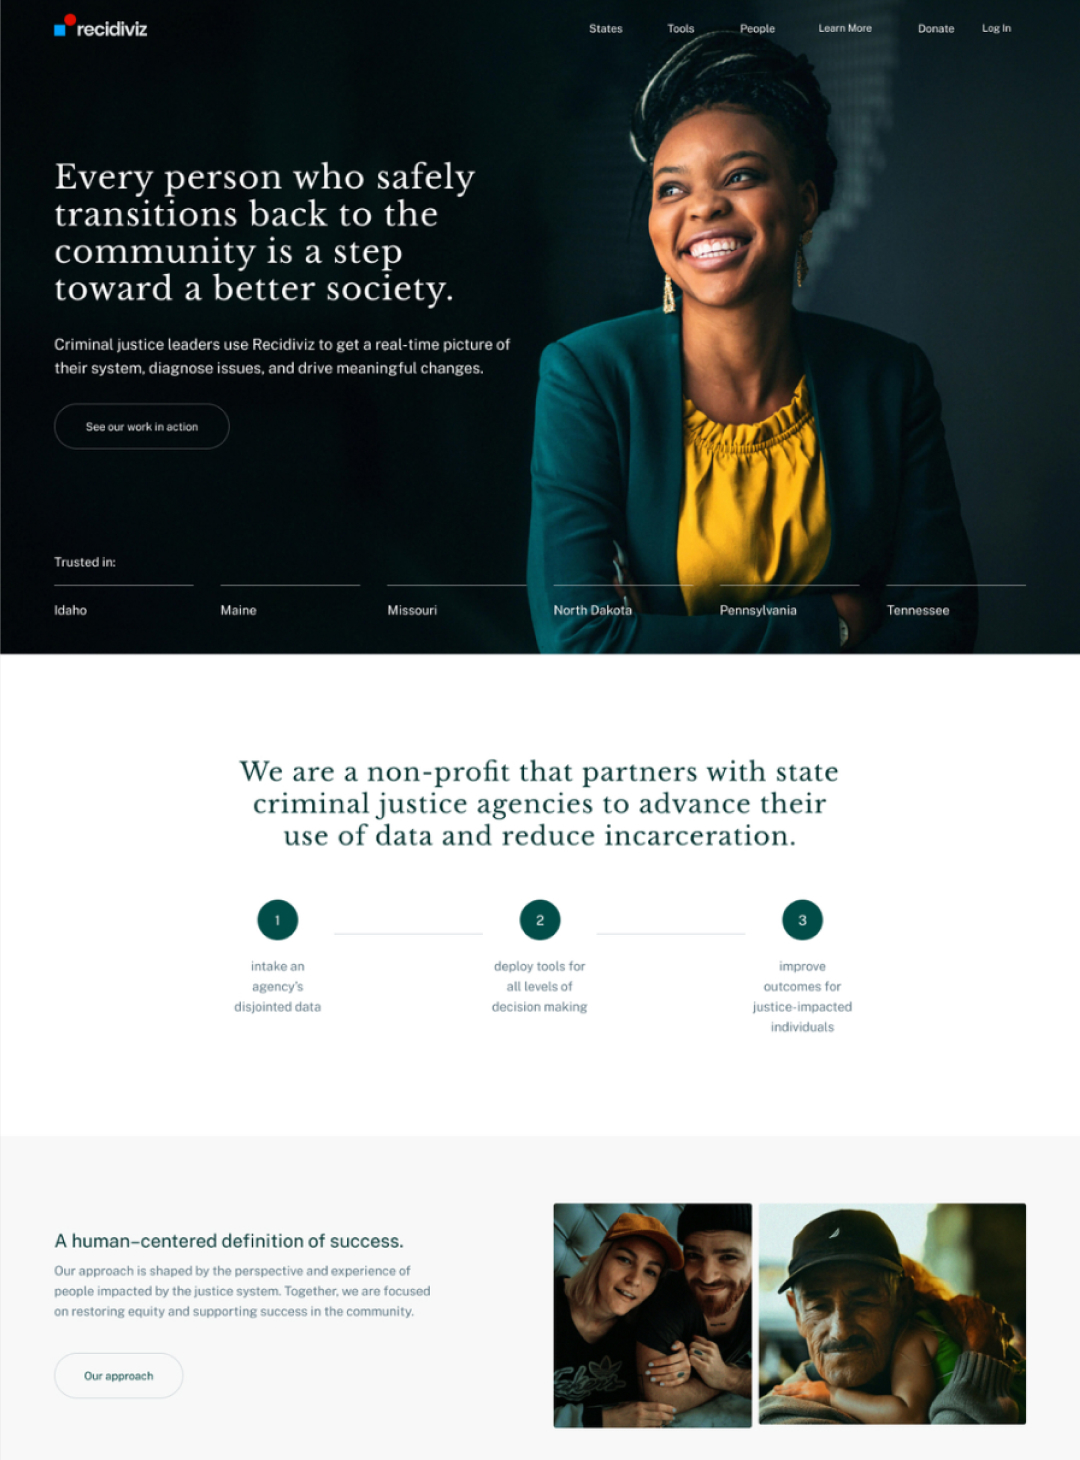 recidiviz
States Tools People Learn More Donate Log In
Every person who safely
transitions back to the
community is a step
toward a better society.
Criminal justice leaders use Recidiviz to get a real-time picture of
their system, diagnose issues, and drive meaningful changes.
See our work in action
Trusted in:
Idaho Maine Missouri North Dakota Pennsylvania Tennessee
We are a non-profit that partners with state
criminal justice agencies to advance their
use of data and reduce incarceration.
1
intake an
agency's
disjointed data
2
deploy tools for
all levels of
decision making
3
improve
outcomes for
justice-impacted
individuals
A human–centered definition of success.
Our approach is shaped by the perspective and experience of
people impacted by the justice system. Together, we are focused
on restoring equity and supporting success in the community.
Our approach